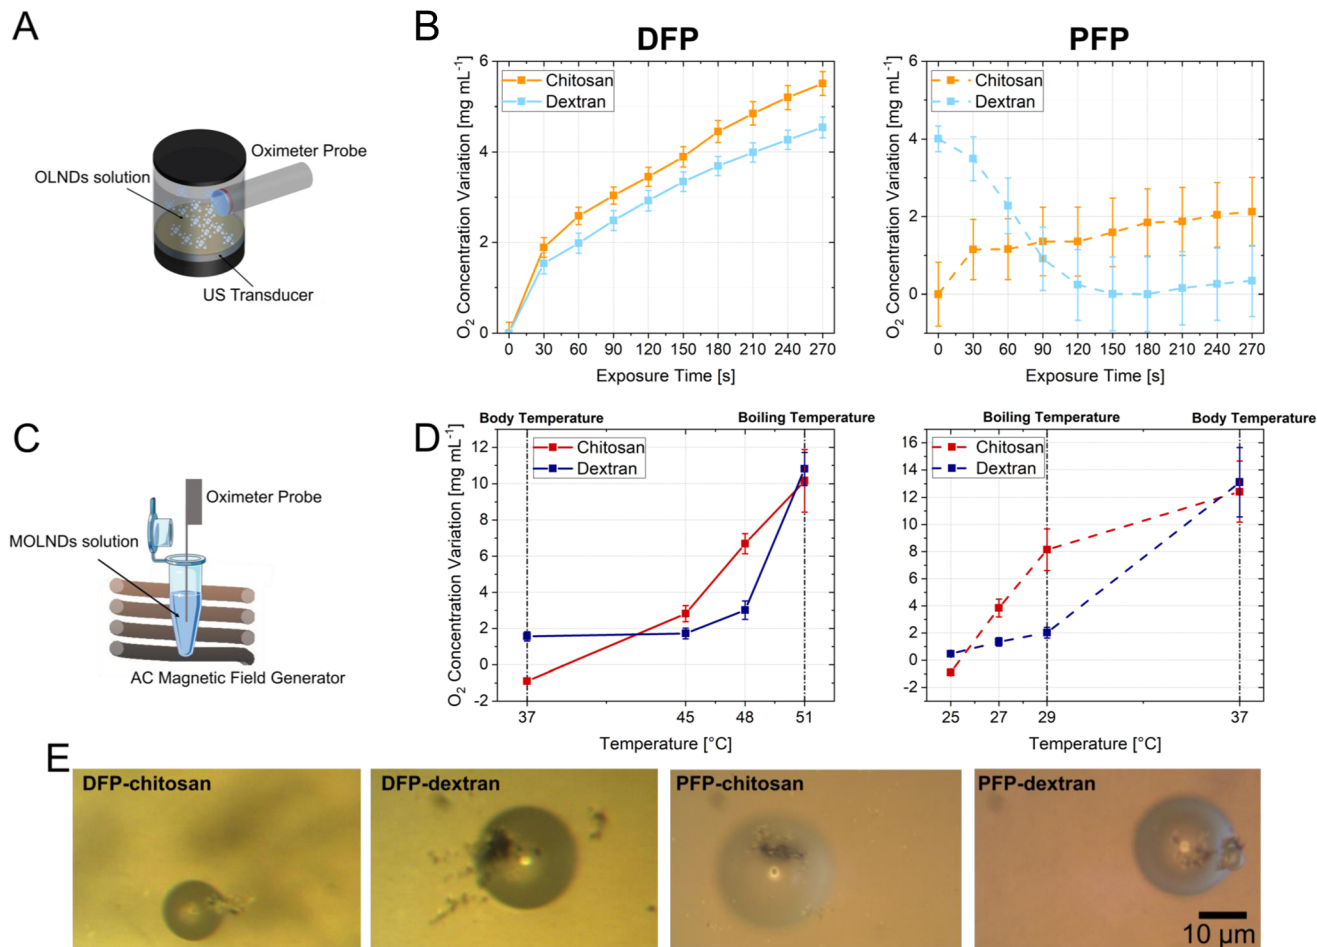 A
Oximeter Probe
OLNDs solution
US Transducer
B
DFP
Chitosan
Dextran
O₂ Concentration Variation [mg mL⁻¹]
6
4
2
0
0 30 60 90 120 150 180 210 240 270
Exposure Time [s]
PFP
Chitosan
Dextran
O₂ Concentration Variation [mg mL⁻¹]
6
4
2
0
0 30 60 90 120 150 180 210 240 270
Exposure Time [s]
C
Oximeter Probe
MOLNDs solution
AC Magnetic Field Generator
D
Body Temperature
Boiling Temperature
Chitosan
Dextran
O₂ Concentration Variation [mg mL⁻¹]
12
10
8
6
4
2
0
-2
37 45 48 51
Temperature [°C]
Boiling Temperature
Body Temperature
Chitosan
Dextran
16
14
12
10
8
6
4
2
0
-2
25 27 29 37
Temperature [°C]
E
DFP-chitosan
DFP-dextran
PFP-chitosan
PFP-dextran
10 µm